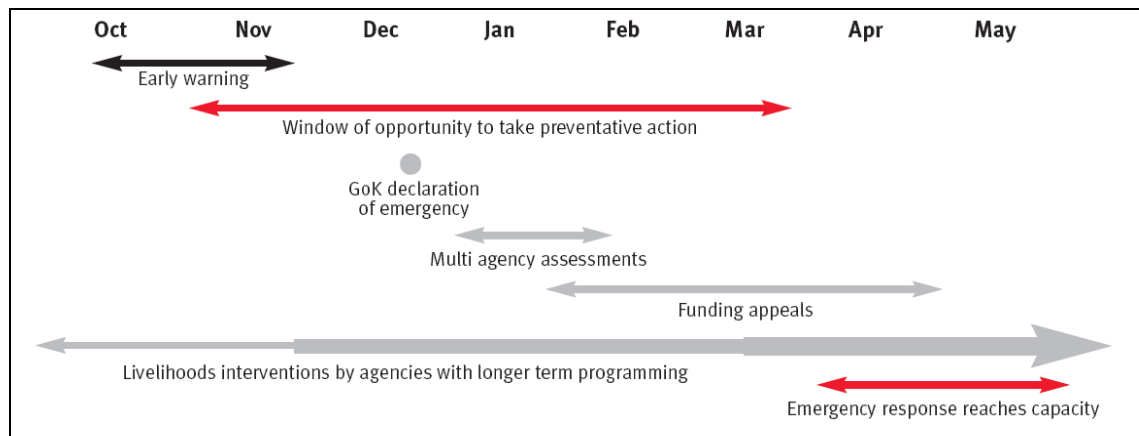 Oct Nov Dec Jan Feb Mar Apr May
Early warning
Window of opportunity to take preventative action
GoK declaration
of emergency
Multi agency assessments
Funding appeals
Livelihoods interventions by agencies with longer term programming
Emergency response reaches capacity